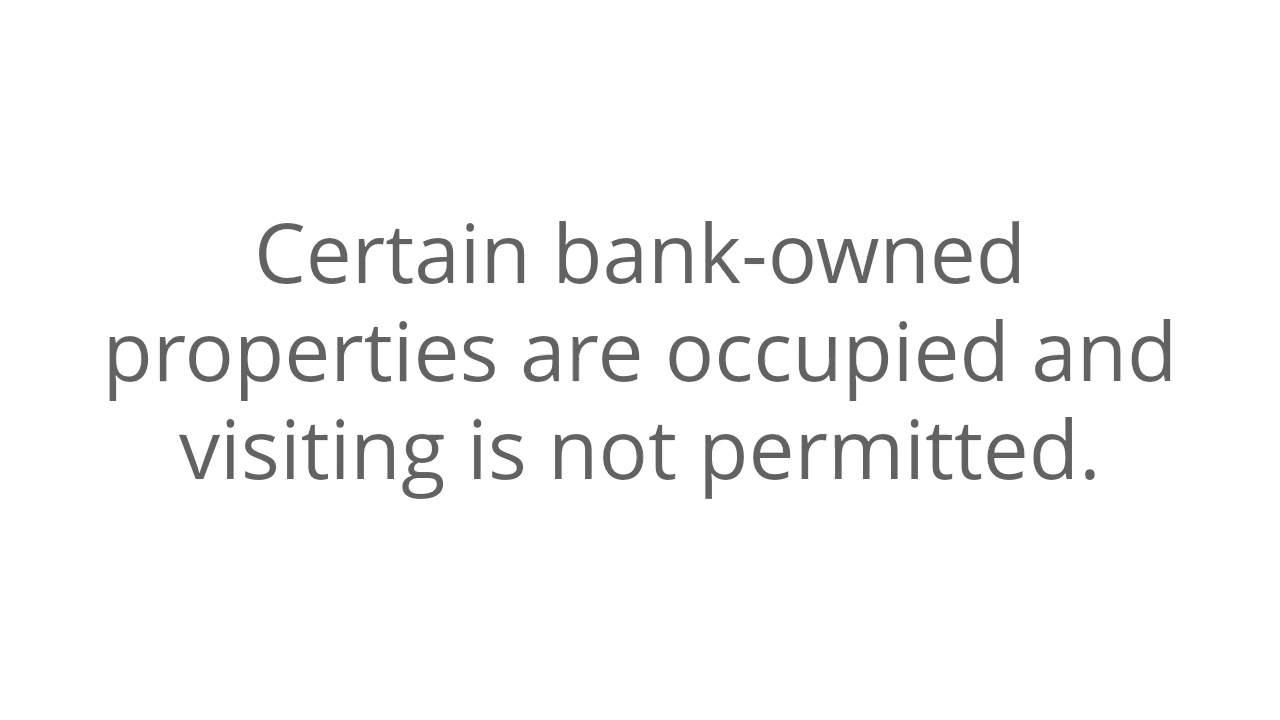 Certain bank-owned
properties are occupied and
visiting is not permitted.